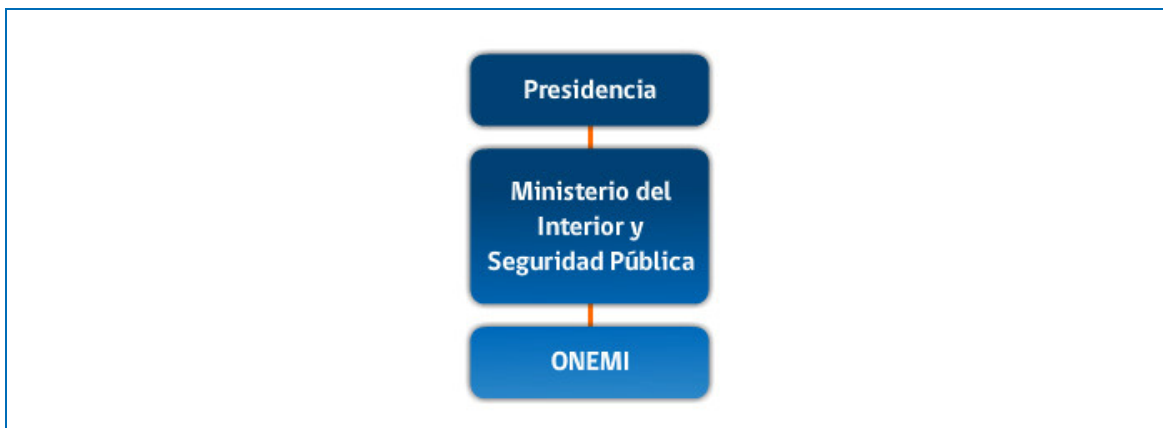 Presidencia
Ministerio del
Interior y
Seguridad Pública
ONEMI